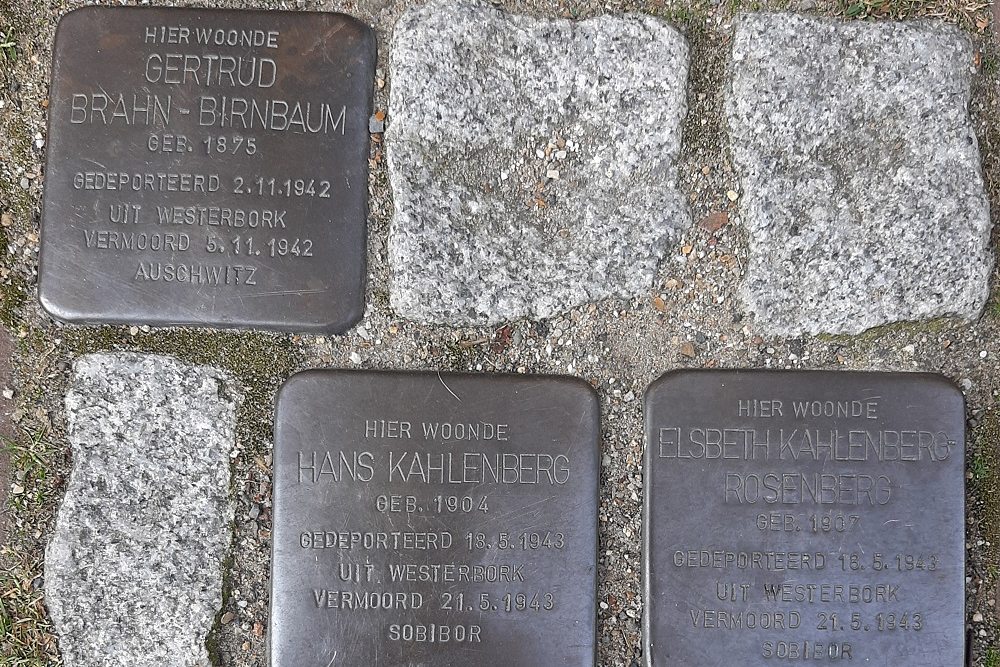 HIER WOONDE
GERTRUD
BRAHN-BIRNBAUM
GEB. 1875
GEDEPORTEERD 2.11.1942
UIT WESTERBORK
VERMOORD 5.11.1942
AUSCHWITZ
HIER WOONDE
HANS KAHLENBERG
GEB. 1904
GEDEPORTEERD 18.5.1943
UIT WESTERBORK
VERMOORD 21.5.1943
SOBIBOR
HIER WOONDE
ELSBETH KAHLENBERG-
ROSENBERG
GEB. 1907
GEDEPORTEERD 18.5.1943
UIT WESTERBORK
VERMOORD 21.5.1943
SOBIBOR